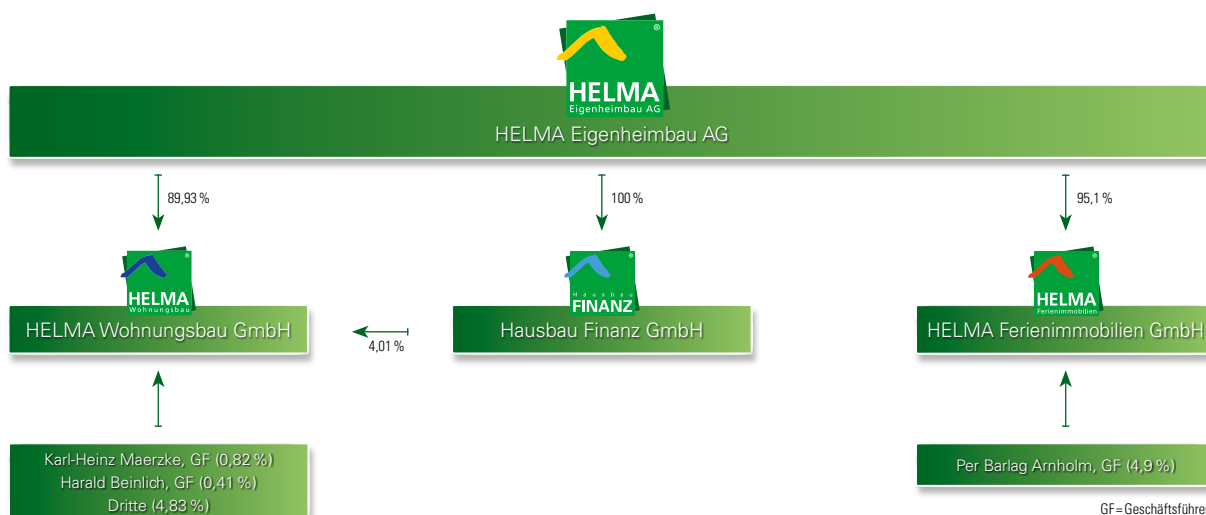 ®
HELMA
Eigenheimbau AG
HELMA Eigenheimbau AG
89,93 %
100 %
95,1 %
®
HELMA
Wohnungsbau
®
Hausbau
FINANZ
®
HELMA
Ferienimmobilien
HELMA Wohnungsbau GmbH
4,01 %
Hausbau Finanz GmbH
HELMA Ferienimmobilien GmbH
Karl-Heinz Maerzke, GF (0,82 %)
Harald Beinlich, GF (0,41 %)
Dritte (4,83 %)
Per Barlag Arnholm, GF (4,9 %)
GF = Geschäftsführer